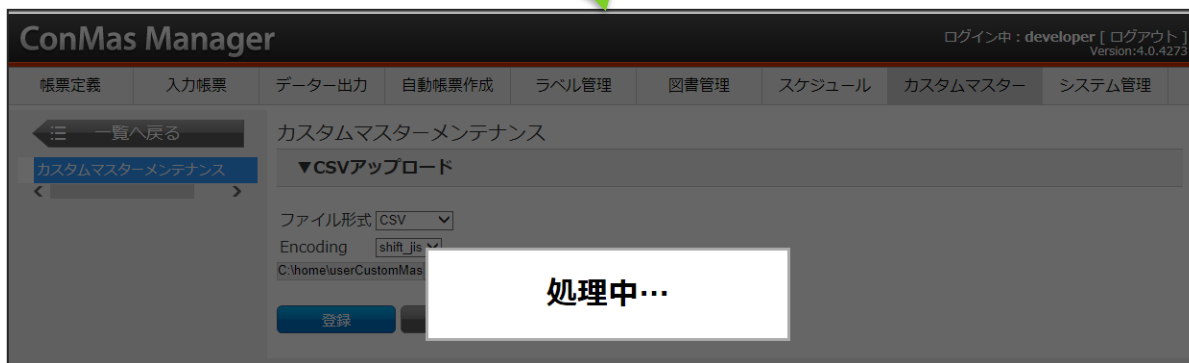 ConMas Manager
ログイン中 : developer [ ログアウト ]
Version:4.0.4273
帳票定義 入力帳票 データー出力 自動帳票作成 ラベル管理 図書管理 スケジュール カスタムマスター システム管理
一覧へ戻る
カスタムマスターメンテナンス
カスタムマスターメンテナンス
▼CSVアップロード
ファイル形式 CSV
Encoding shift_jis
C:\home\userCustomMas
処理中…
登録